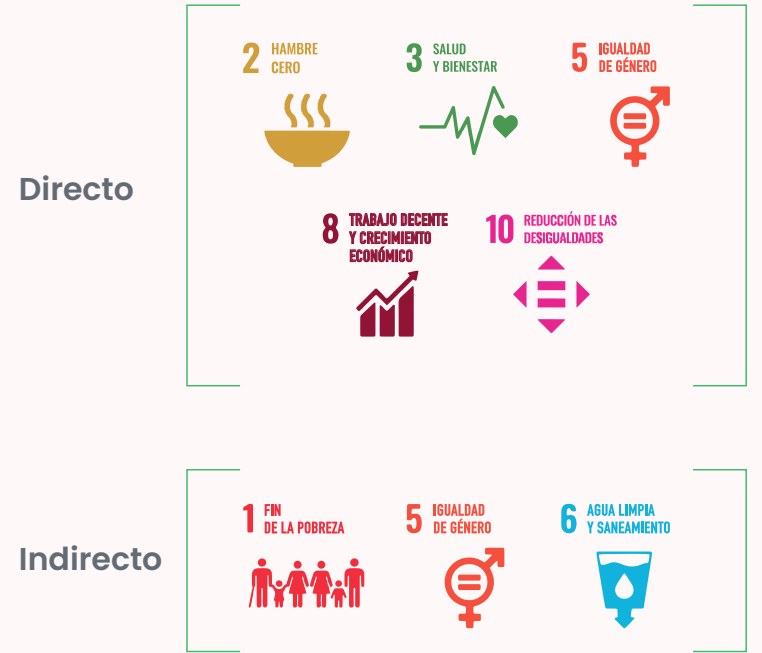 Directo
2 HAMBRE
CERO
3 SALUD
Y BIENESTAR
5 IGUALDAD
DE GÉNERO
8 TRABAJO DECENTE
Y CRECIMIENTO
ECONÓMICO
10 REDUCCIÓN DE LAS
DESIGUALDADES
Indirecto
1 FIN
DE LA POBREZA
5 IGUALDAD
DE GÉNERO
6 AGUA LIMPIA
Y SANEAMIENTO